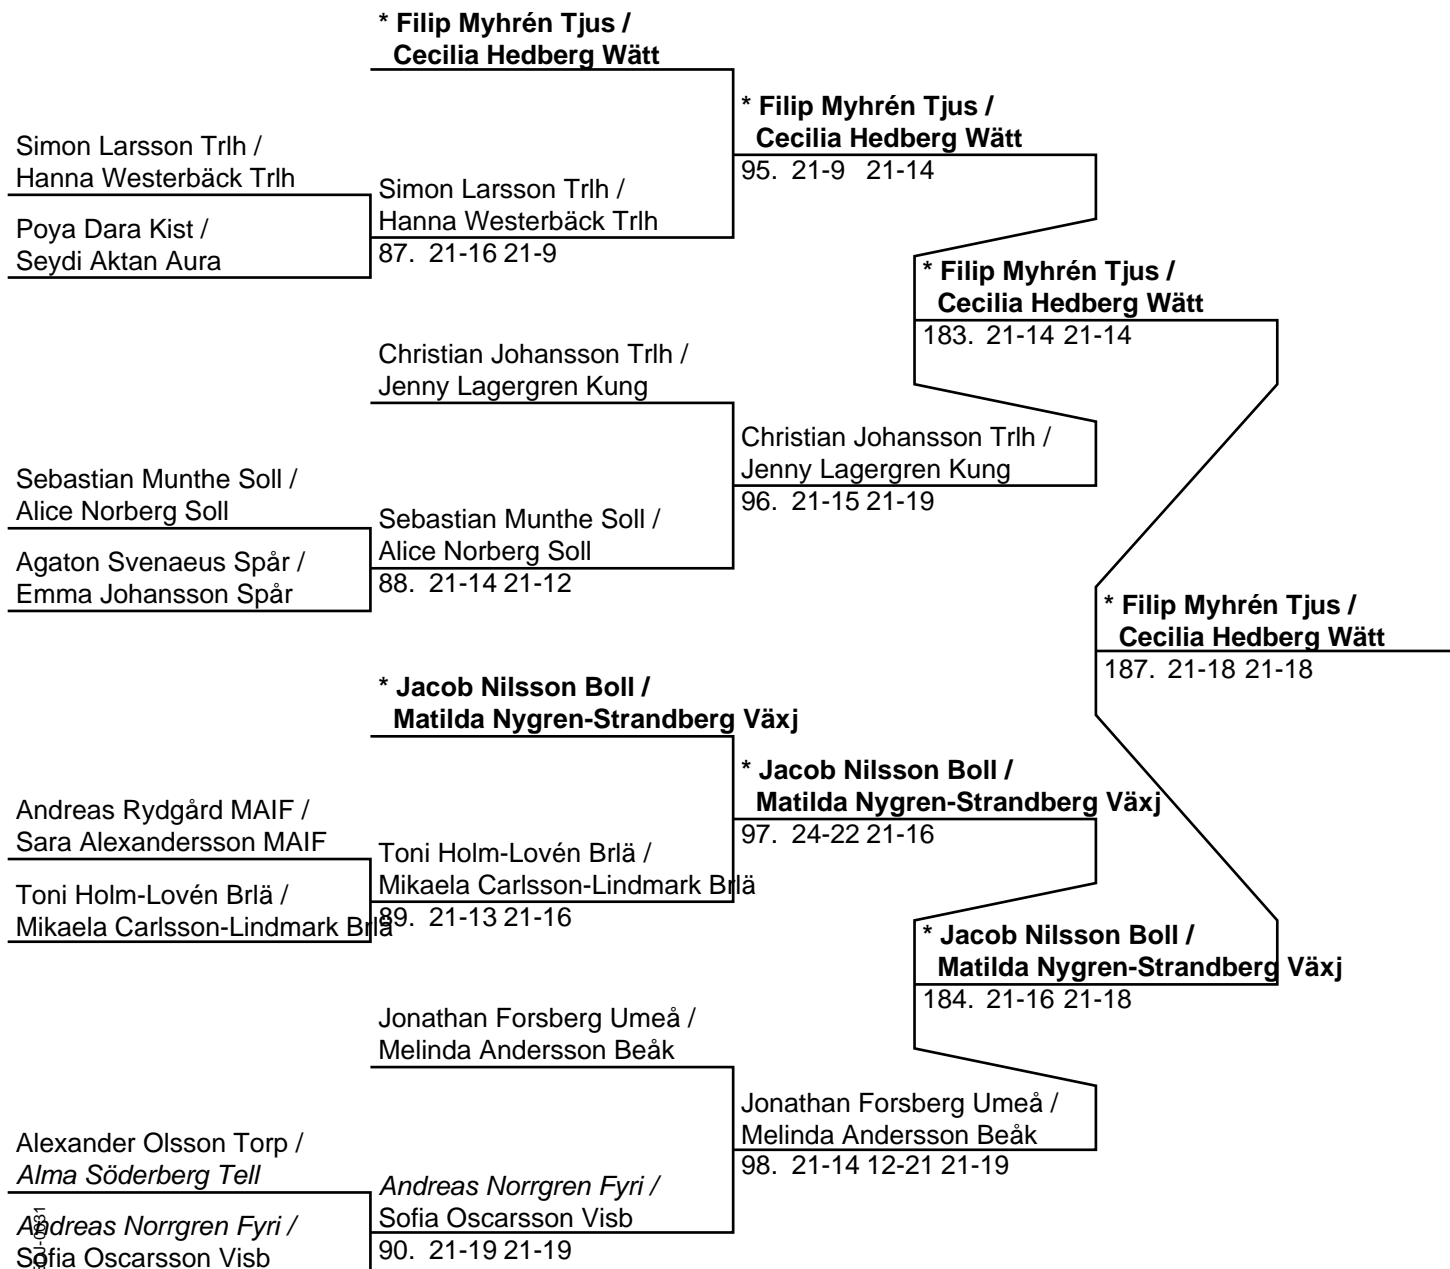 * Filip Myhrén Tjus /
Cecilia Hedberg Wätt
* Filip Myhrén Tjus /
Cecilia Hedberg Wätt
95. 21-9 21-14
Simon Larsson Trlh /
Hanna Westerbäck Trlh
Simon Larsson Trlh /
Hanna Westerbäck Trlh
87. 21-16 21-9
Poya Dara Kist /
Seydi Aktan Aura
* Filip Myhrén Tjus /
Cecilia Hedberg Wätt
183. 21-14 21-14
Christian Johansson Trlh /
Jenny Lagergren Kung
Christian Johansson Trlh /
Jenny Lagergren Kung
96. 21-15 21-19
Sebastian Munthe Soll /
Alice Norberg Soll
Sebastian Munthe Soll /
Alice Norberg Soll
88. 21-14 21-12
Agaton Svenaeus Spår /
Emma Johansson Spår
* Filip Myhrén Tjus /
Cecilia Hedberg Wätt
187. 21-18 21-18
* Jacob Nilsson Boll /
Matilda Nygren-Strandberg Växj
* Jacob Nilsson Boll /
Matilda Nygren-Strandberg Växj
97. 24-22 21-16
Andreas Rydgård MAIF /
Sara Alexandersson MAIF
Toni Holm-Lovén Brlä /
Mikaela Carlsson-Lindmark Brlä
89. 21-13 21-16
Toni Holm-Lovén Brlä /
Mikaela Carlsson-Lindmark Brlä
* Jacob Nilsson Boll /
Matilda Nygren-Strandberg Växj
184. 21-16 21-18
Jonathan Forsberg Umeå /
Melinda Andersson Beåk
Jonathan Forsberg Umeå /
Melinda Andersson Beåk
98. 21-14 12-21 21-19
Alexander Olsson Torp /
Alma Söderberg Tell
Andreas Norrgren Fyri /
Sofia Oscarsson Visb
90. 21-19 21-19
Andreas Norrgren Fyri /
Sofia Oscarsson Visb